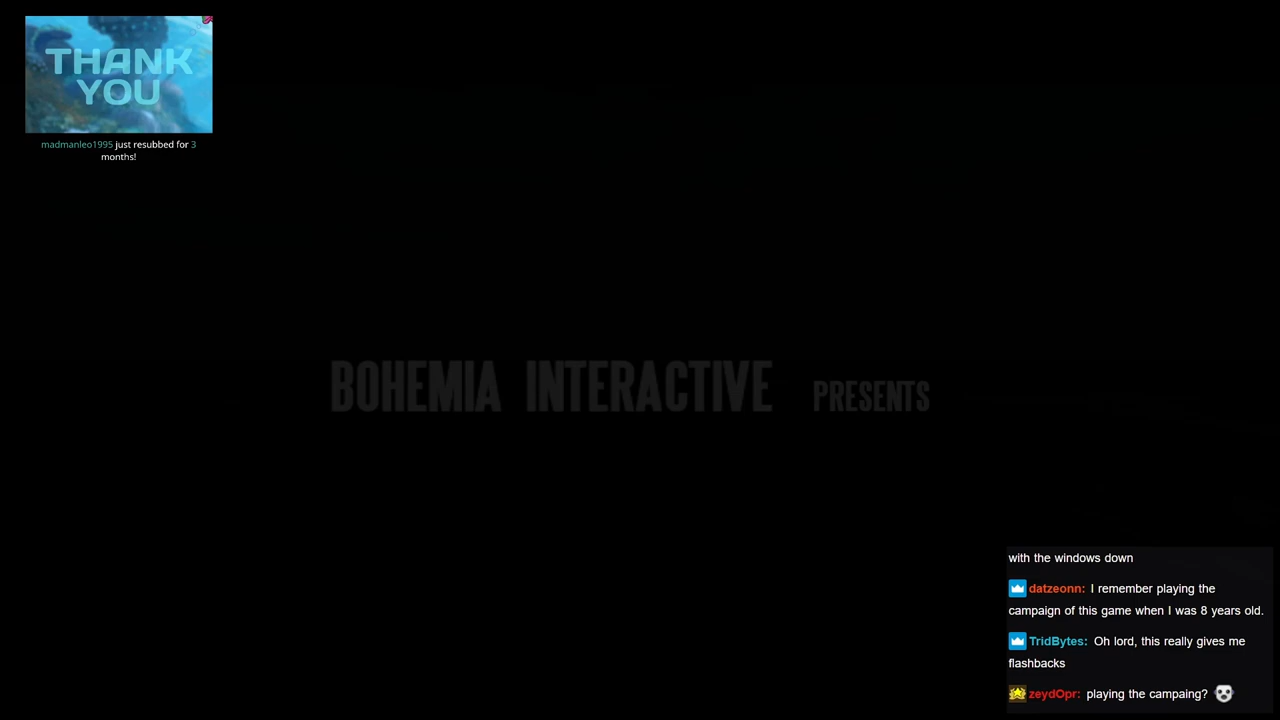 THANK
YOU
madmanleo1995 just resubbed for 3
months!
BOHEMIA INTERACTIVE PRESENTS
with the windows down
datzeonn: I remember playing the
campaign of this game when I was 8 years old.
TridBytes: Oh lord, this really gives me
flashbacks
zeydOpr: playing the campaing?